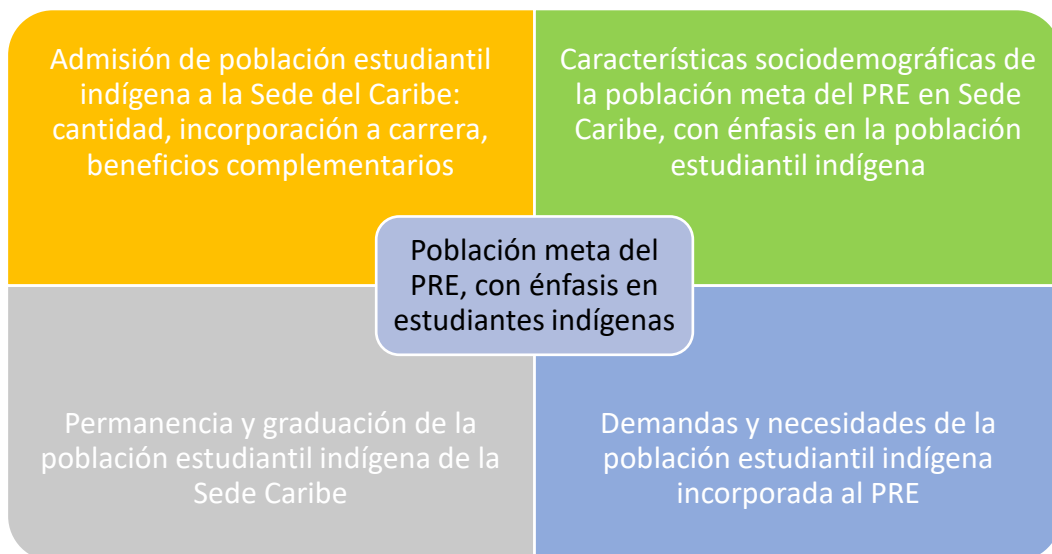 Admisión de población estudiantil
indígena a la Sede del Caribe:
cantidad, incorporación a carrera,
beneficios complementarios
Características sociodemográficas de
la población meta del PRE en Sede
Caribe, con énfasis en la población
estudiantil indígena
Población meta del
PRE, con énfasis en
estudiantes indígenas
Permanencia y graduación de la
población estudiantil indígena de la
Sede Caribe
Demandas y necesidades de la
población estudiantil indígena
incorporada al PRE